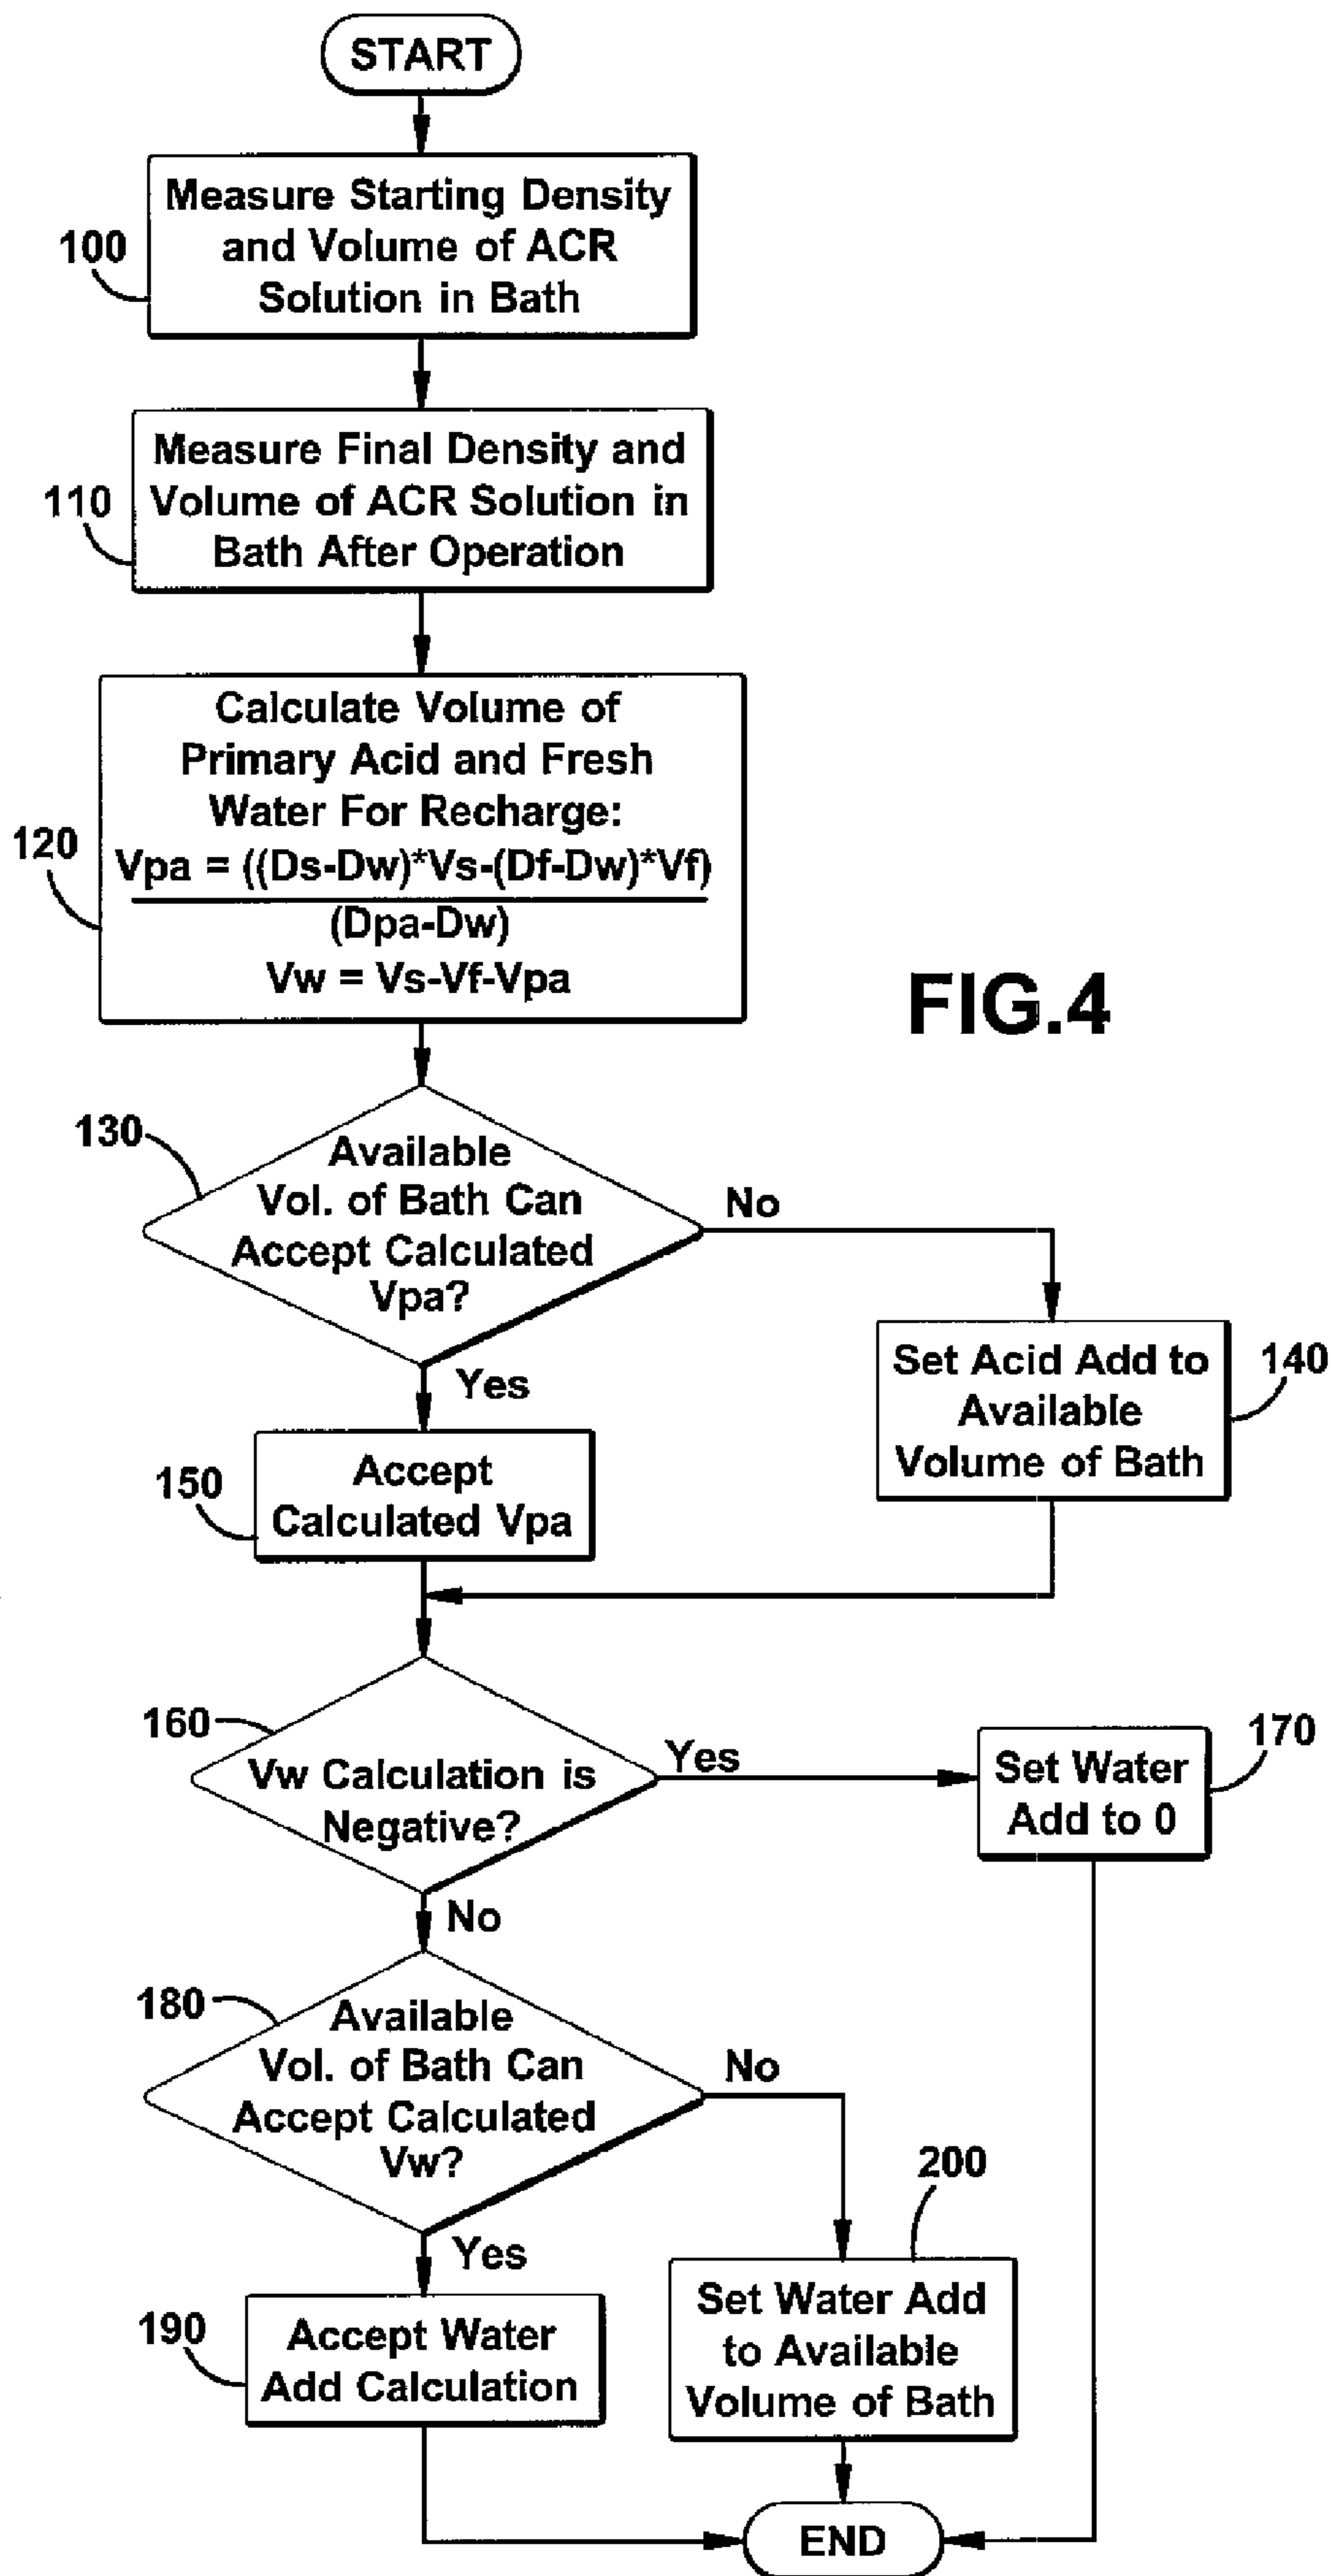 START
100
Measure Starting Density
and Volume of ACR
Solution in Bath
110
Measure Final Density and
Volume of ACR Solution in
Bath After Operation
120
Calculate Volume of
Primary Acid and Fresh
Water For Recharge:
Vpa = ((Ds-Dw)*Vs-(Df-Dw)*Vf)
(Dpa-Dw)
Vw = Vs-Vf-Vpa
FIG.4
130
Available
Vol. of Bath Can
Accept Calculated
Vpa?
No
Yes
Set Acid Add to
Available
Volume of Bath
140
150
Accept
Calculated Vpa
160
Vw Calculation is
Negative?
Yes
No
Set Water
Add to 0
170
180
Available
Vol. of Bath Can
Accept Calculated
Vw?
No
Yes
190
Accept Water
Add Calculation
200
Set Water Add
to Available
Volume of Bath
END